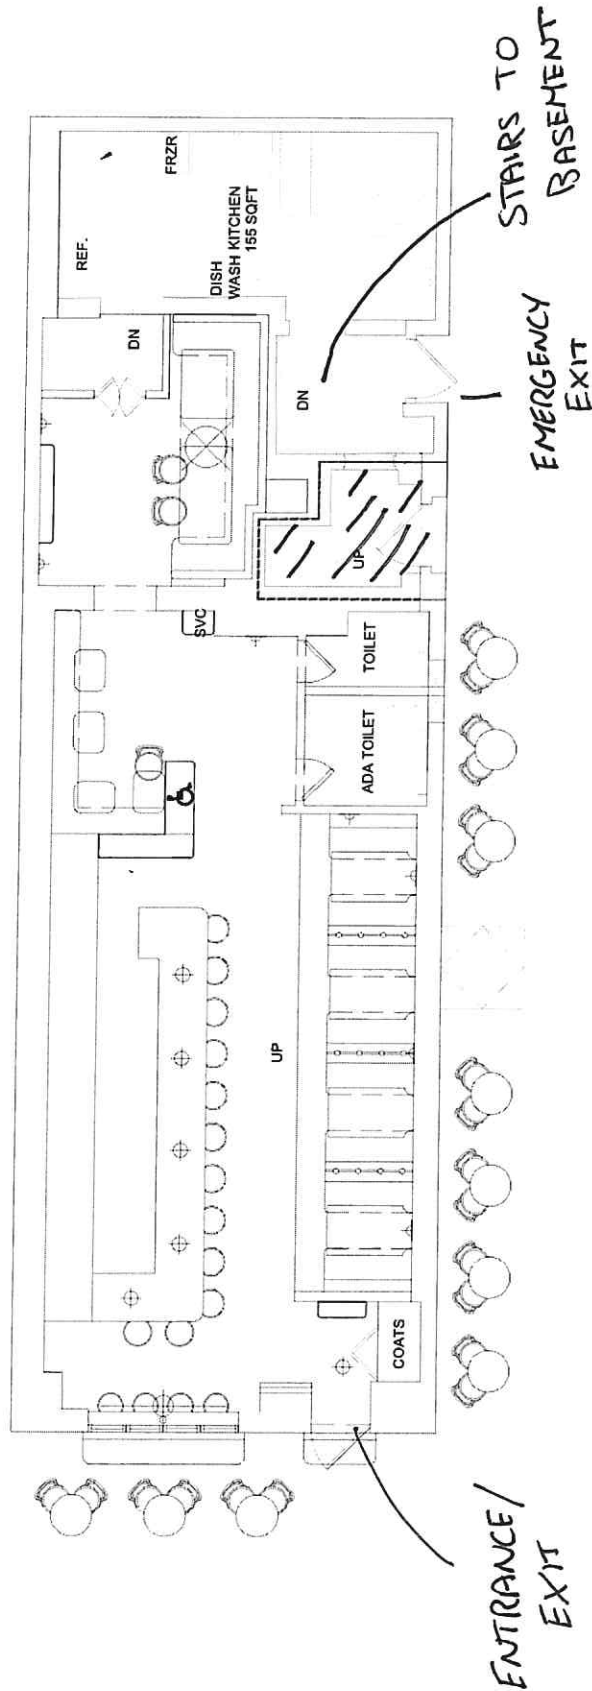 STAIRS TO
BASEMENT
EMERGENCY
EXIT
ENTRANCE/
EXIT
REF.
FRZR
DISH
WASH KITCHEN
155 SQFT
DN
DN
UP
SVC
TOILET
ADA TOILET
UP
COATS